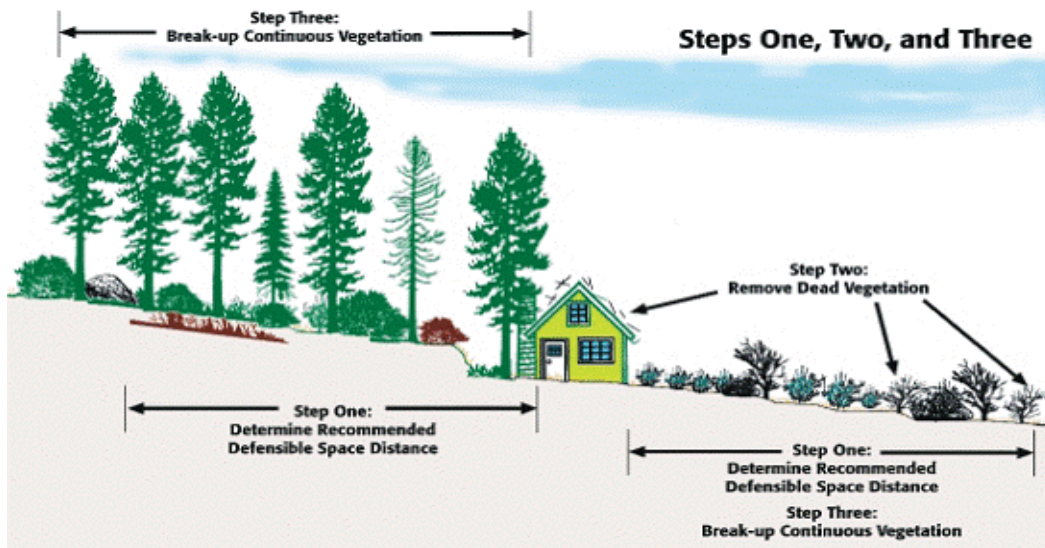 Step Three:
Break-up Continuous Vegetation
Steps One, Two, and Three
Step Two:
Remove Dead Vegetation
Step One:
Determine Recommended
Defensible Space Distance
Step One:
Determine Recommended
Defensible Space Distance
Step Three:
Break-up Continuous Vegetation